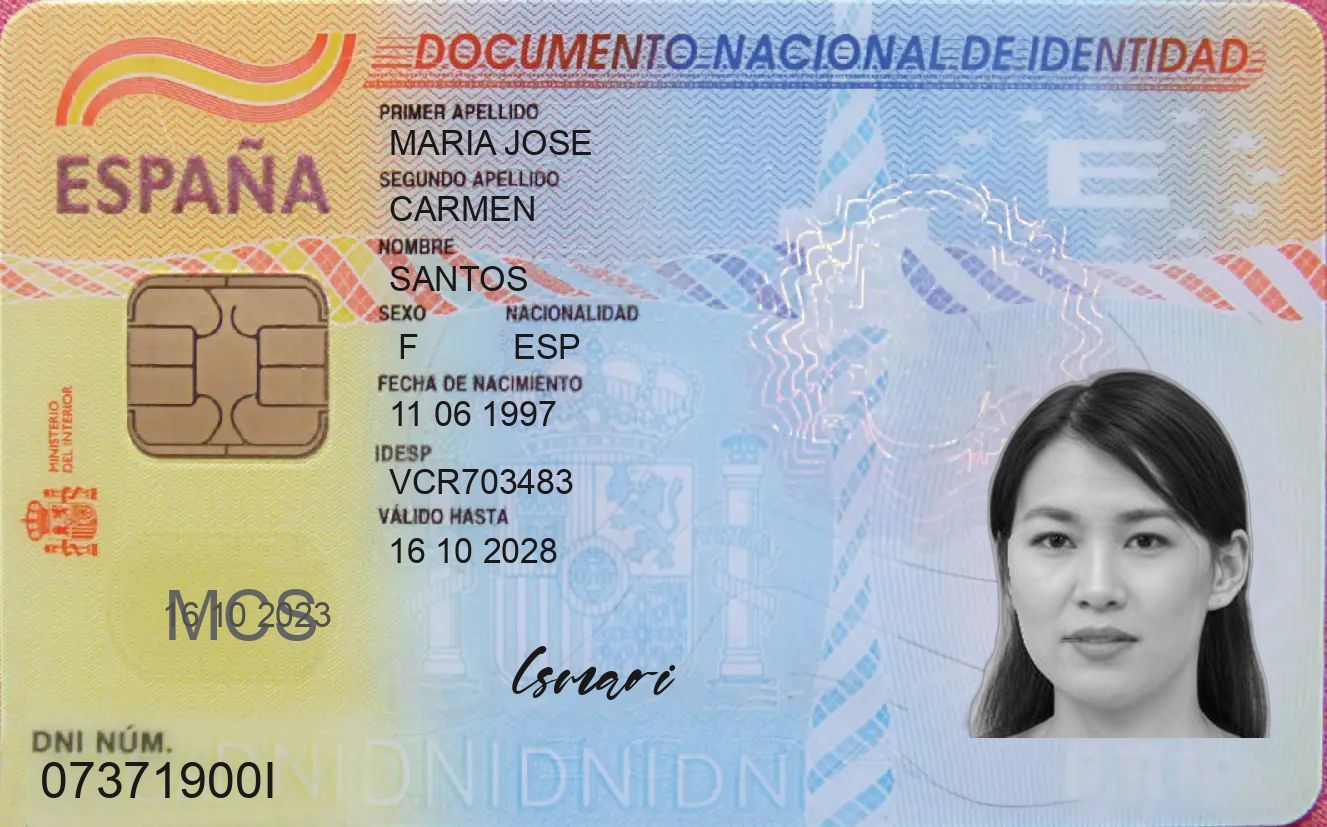 DOCUMENTO NACIONAL DE IDENTIDAD
ESPAÑA
PRIMER APELLIDO
MARIA JOSE
SEGUNDO APELLIDO
CARMEN
NOMBRE
SANTOS
SEXO NACIONALIDAD
F ESP
FECHA DE NACIMIENTO
11 06 1997
IDESP
VCR703483
VÁLIDO HASTA
16 10 2028
MINISTERIO
DEL INTERIOR
E
MCS
16 10 2023
Csmari
DNI NÚM.
07371900I
DNIDNIDNIDNI